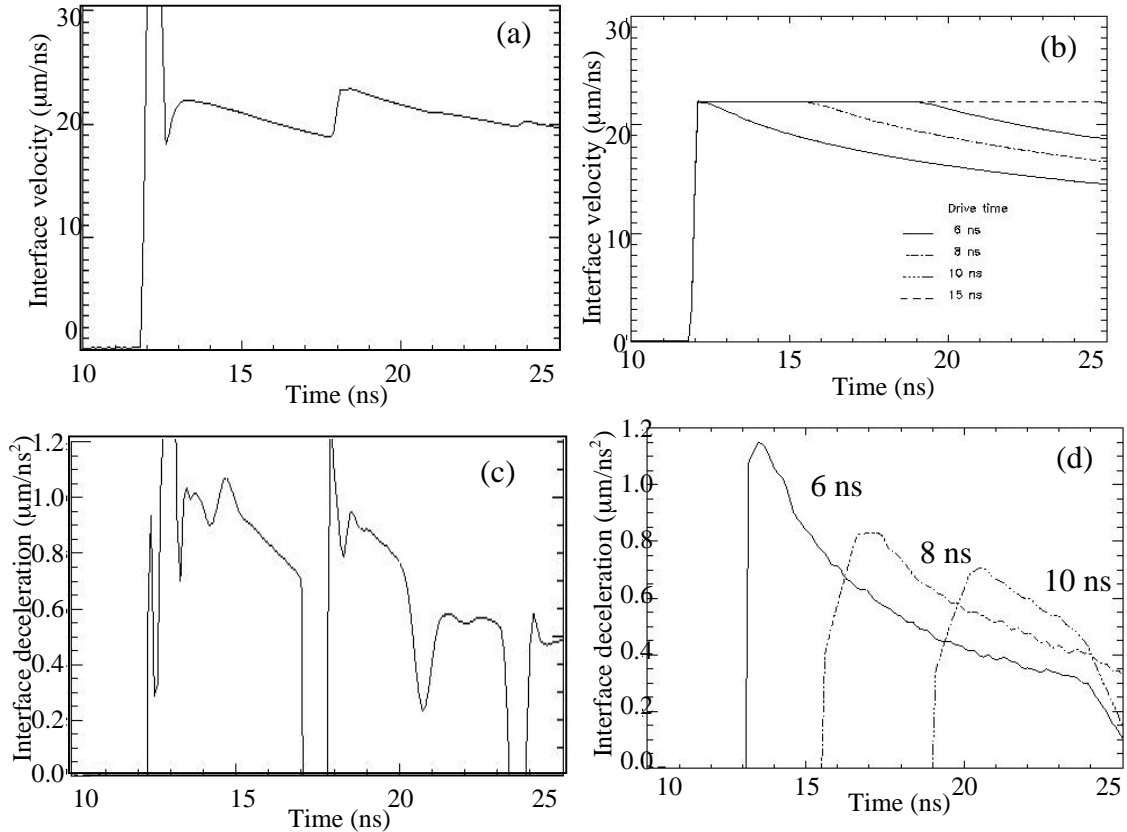 (a)
30
20
10
0
Interface velocity (μm/ns)
10 15 20 25
Time (ns)
(b)
30
20
10
0
Interface velocity (μm/ns)
Drive time
6 ns
8 ns
10 ns
15 ns
10 15 20 25
Time (ns)
(c)
1.2
1.0
0.8
0.6
0.4
0.2
0.0
Interface deceleration (μm/ns²)
10 15 20 25
Time (ns)
(d)
1.2
1.0
0.8
0.6
0.4
0.2
0.0
Interface deceleration (μm/ns²)
6 ns
8 ns
10 ns
10 15 20 25
Time (ns)